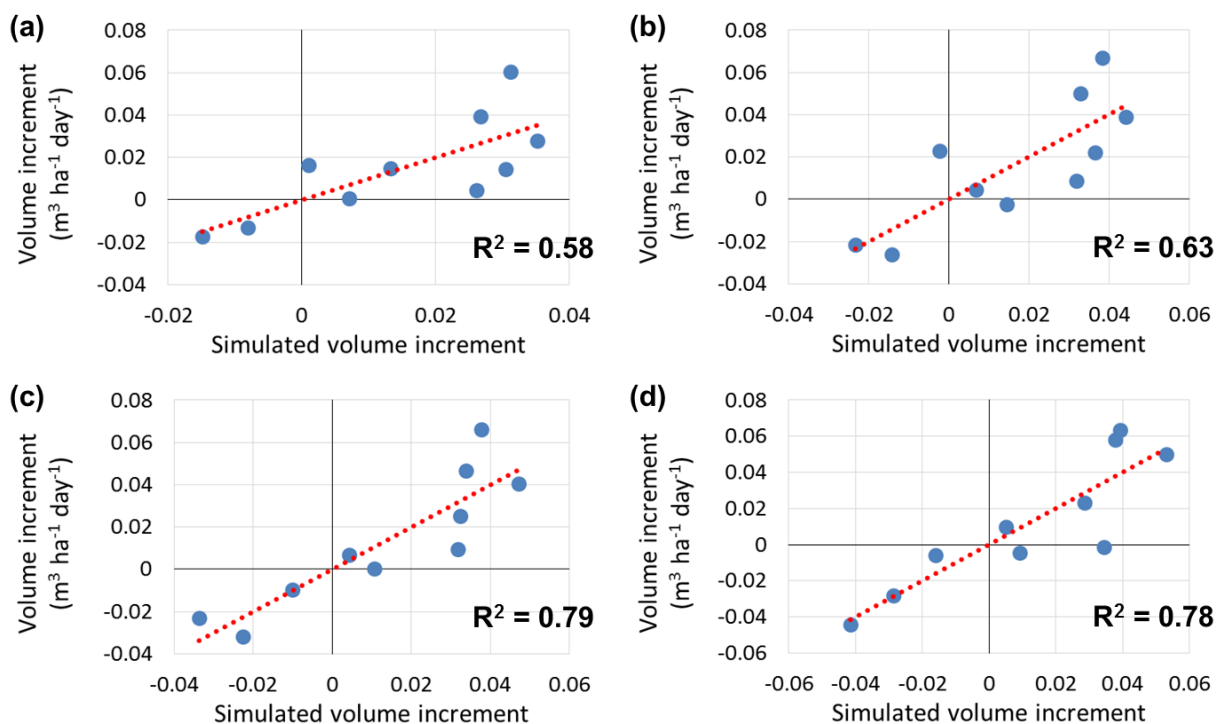 (a)
Volume increment
(m³ ha⁻¹ day⁻¹)
0.08
0.06
0.04
0.02
0
-0.02
-0.04
R² = 0.58
-0.02 0 0.02 0.04
Simulated volume increment
(b)
Volume increment
(m³ ha⁻¹ day⁻¹)
0.08
0.06
0.04
0.02
0
-0.02
-0.04
R² = 0.63
-0.04 -0.02 0 0.02 0.04 0.06
Simulated volume increment
(c)
Volume increment
(m³ ha⁻¹ day⁻¹)
0.08
0.06
0.04
0.02
0
-0.02
-0.04
R² = 0.79
-0.04 -0.02 0 0.02 0.04 0.06
Simulated volume increment
(d)
Volume increment
(m³ ha⁻¹ day⁻¹)
0.08
0.06
0.04
0.02
0
-0.02
-0.04
-0.06
R² = 0.78
-0.06 -0.04 -0.02 0 0.02 0.04 0.06
Simulated volume increment